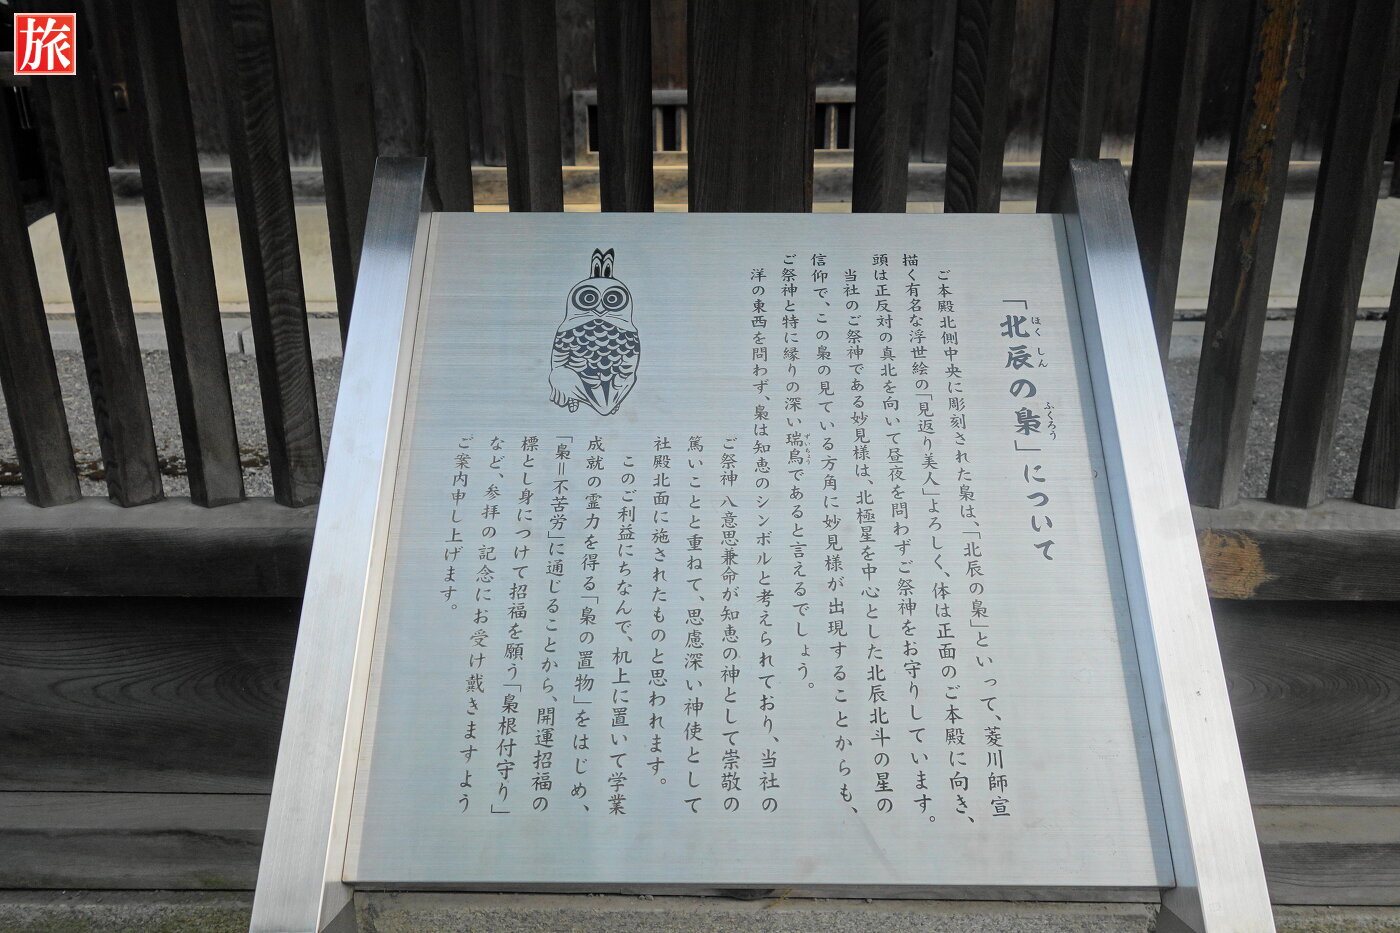 旅
「北辰の梟」について
ほくしん
ふくろう
ご本殿北側中央に彫刻された梟は、「北辰の梟」といって、菱川師宣
描く有名な浮世絵の「見返り美人」よろしく、体は正面のご本殿に向き、
頭は正反対の真北を向いて昼夜を問わずご祭神をお守りしています。
当社のご祭神である妙見様は、北極星を中心とした北辰北斗の星の
信仰で、この梟の見ている方角に妙見様が出現することからも、
ご祭神と特に縁りの深い瑞鳥であると言えるでしょう。
ずいちょう
洋の東西を問わず、梟は知恵のシンボルと考えられており、当社の
ご祭神 八意思兼命が知恵の神として崇敬の
篤いことと重ねて、思慮深い神使として
社殿北面に施されたものと思われます。
このご利益にちなんで、机上に置いて学業
成就の霊力を得る「梟の置物」をはじめ、
「梟＝不苦労」に通じることから、開運招福の
標とし身につけて招福を願う「梟根付守り」
など、参拝の記念にお受け戴きますよう
ご案内申し上げます。